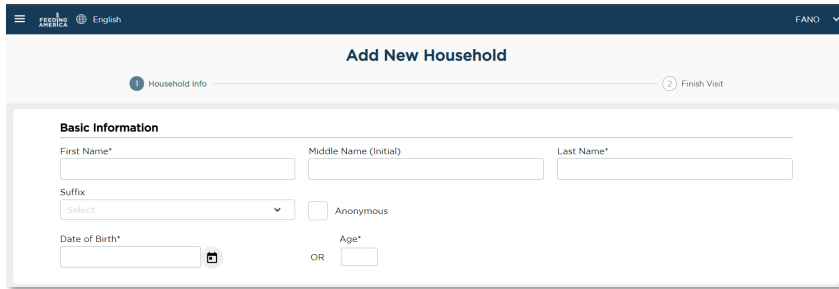 FEEDING
AMERICA
English
FANO
Add New Household
1 Household Info
2 Finish Visit
Basic Information
First Name* Middle Name (Initial) Last Name*
Suffix
Select Anonymous
Date of Birth* Age*
OR